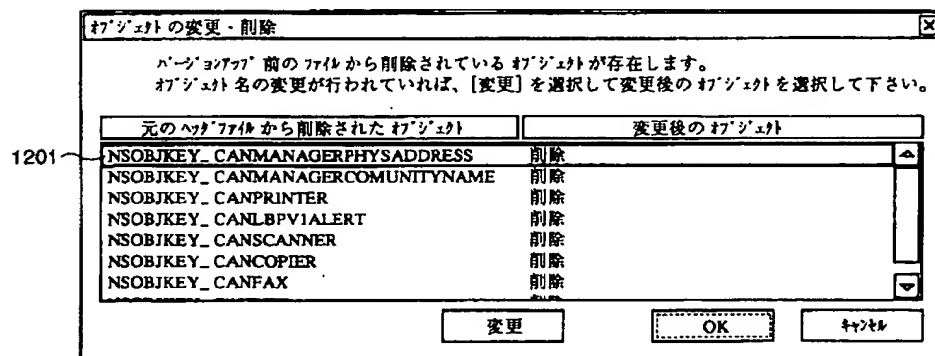 ｵﾌﾞｼﾞｪｸﾄの変更・削除
ﾊﾞｰｼﾞｮﾝｱｯﾌﾟ前のﾌｧｲﾙから削除されているｵﾌﾞｼﾞｪｸﾄが存在します。
ｵﾌﾞｼﾞｪｸﾄ名の変更が行われていれば、[変更]を選択して変更後のｵﾌﾞｼﾞｪｸﾄを選択して下さい。
元のﾍｯﾀﾞﾌｧｲﾙから削除されたｵﾌﾞｼﾞｪｸﾄ 変更後のｵﾌﾞｼﾞｪｸﾄ
1201 NSOBJKEY_CANMANAGERPHYSADDRESS 削除
NSOBJKEY_CANMANAGERCOMUNITYNAME 削除
NSOBJKEY_CANPRINTER 削除
NSOBJKEY_CANLBPV1ALERT 削除
NSOBJKEY_CANSCANNER 削除
NSOBJKEY_CANCOPIER 削除
NSOBJKEY_CANFAX 削除
変更 OK ｷｬﾝｾﾙ